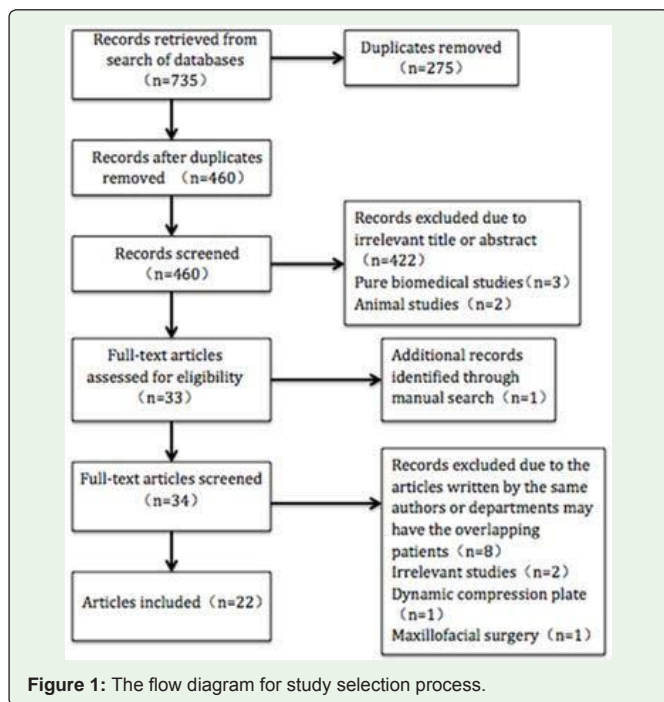 Records retrieved from
search of databases
（n=735）
Duplicates removed
（n=275）
Records after duplicates
removed （n=460）
Records screened
（n=460）
Records excluded due to
irrelevant title or abstract
（n=422）
Pure biomedical studies（n=3）
Animal studies（n=2）
Full-text articles
assessed for eligibility
（n=33）
Additional records
identified through
manual search（n=1）
Full-text articles screened
（n=34）
Records excluded due to the
articles written by the same
authors or departments may
have the overlapping
patients（n=8）
Irrelevant studies（n=2）
Dynamic compression plate
（n=1）
Maxillofacial surgery（n=1）
Articles included（n=22）
Figure 1: The flow diagram for study selection process.